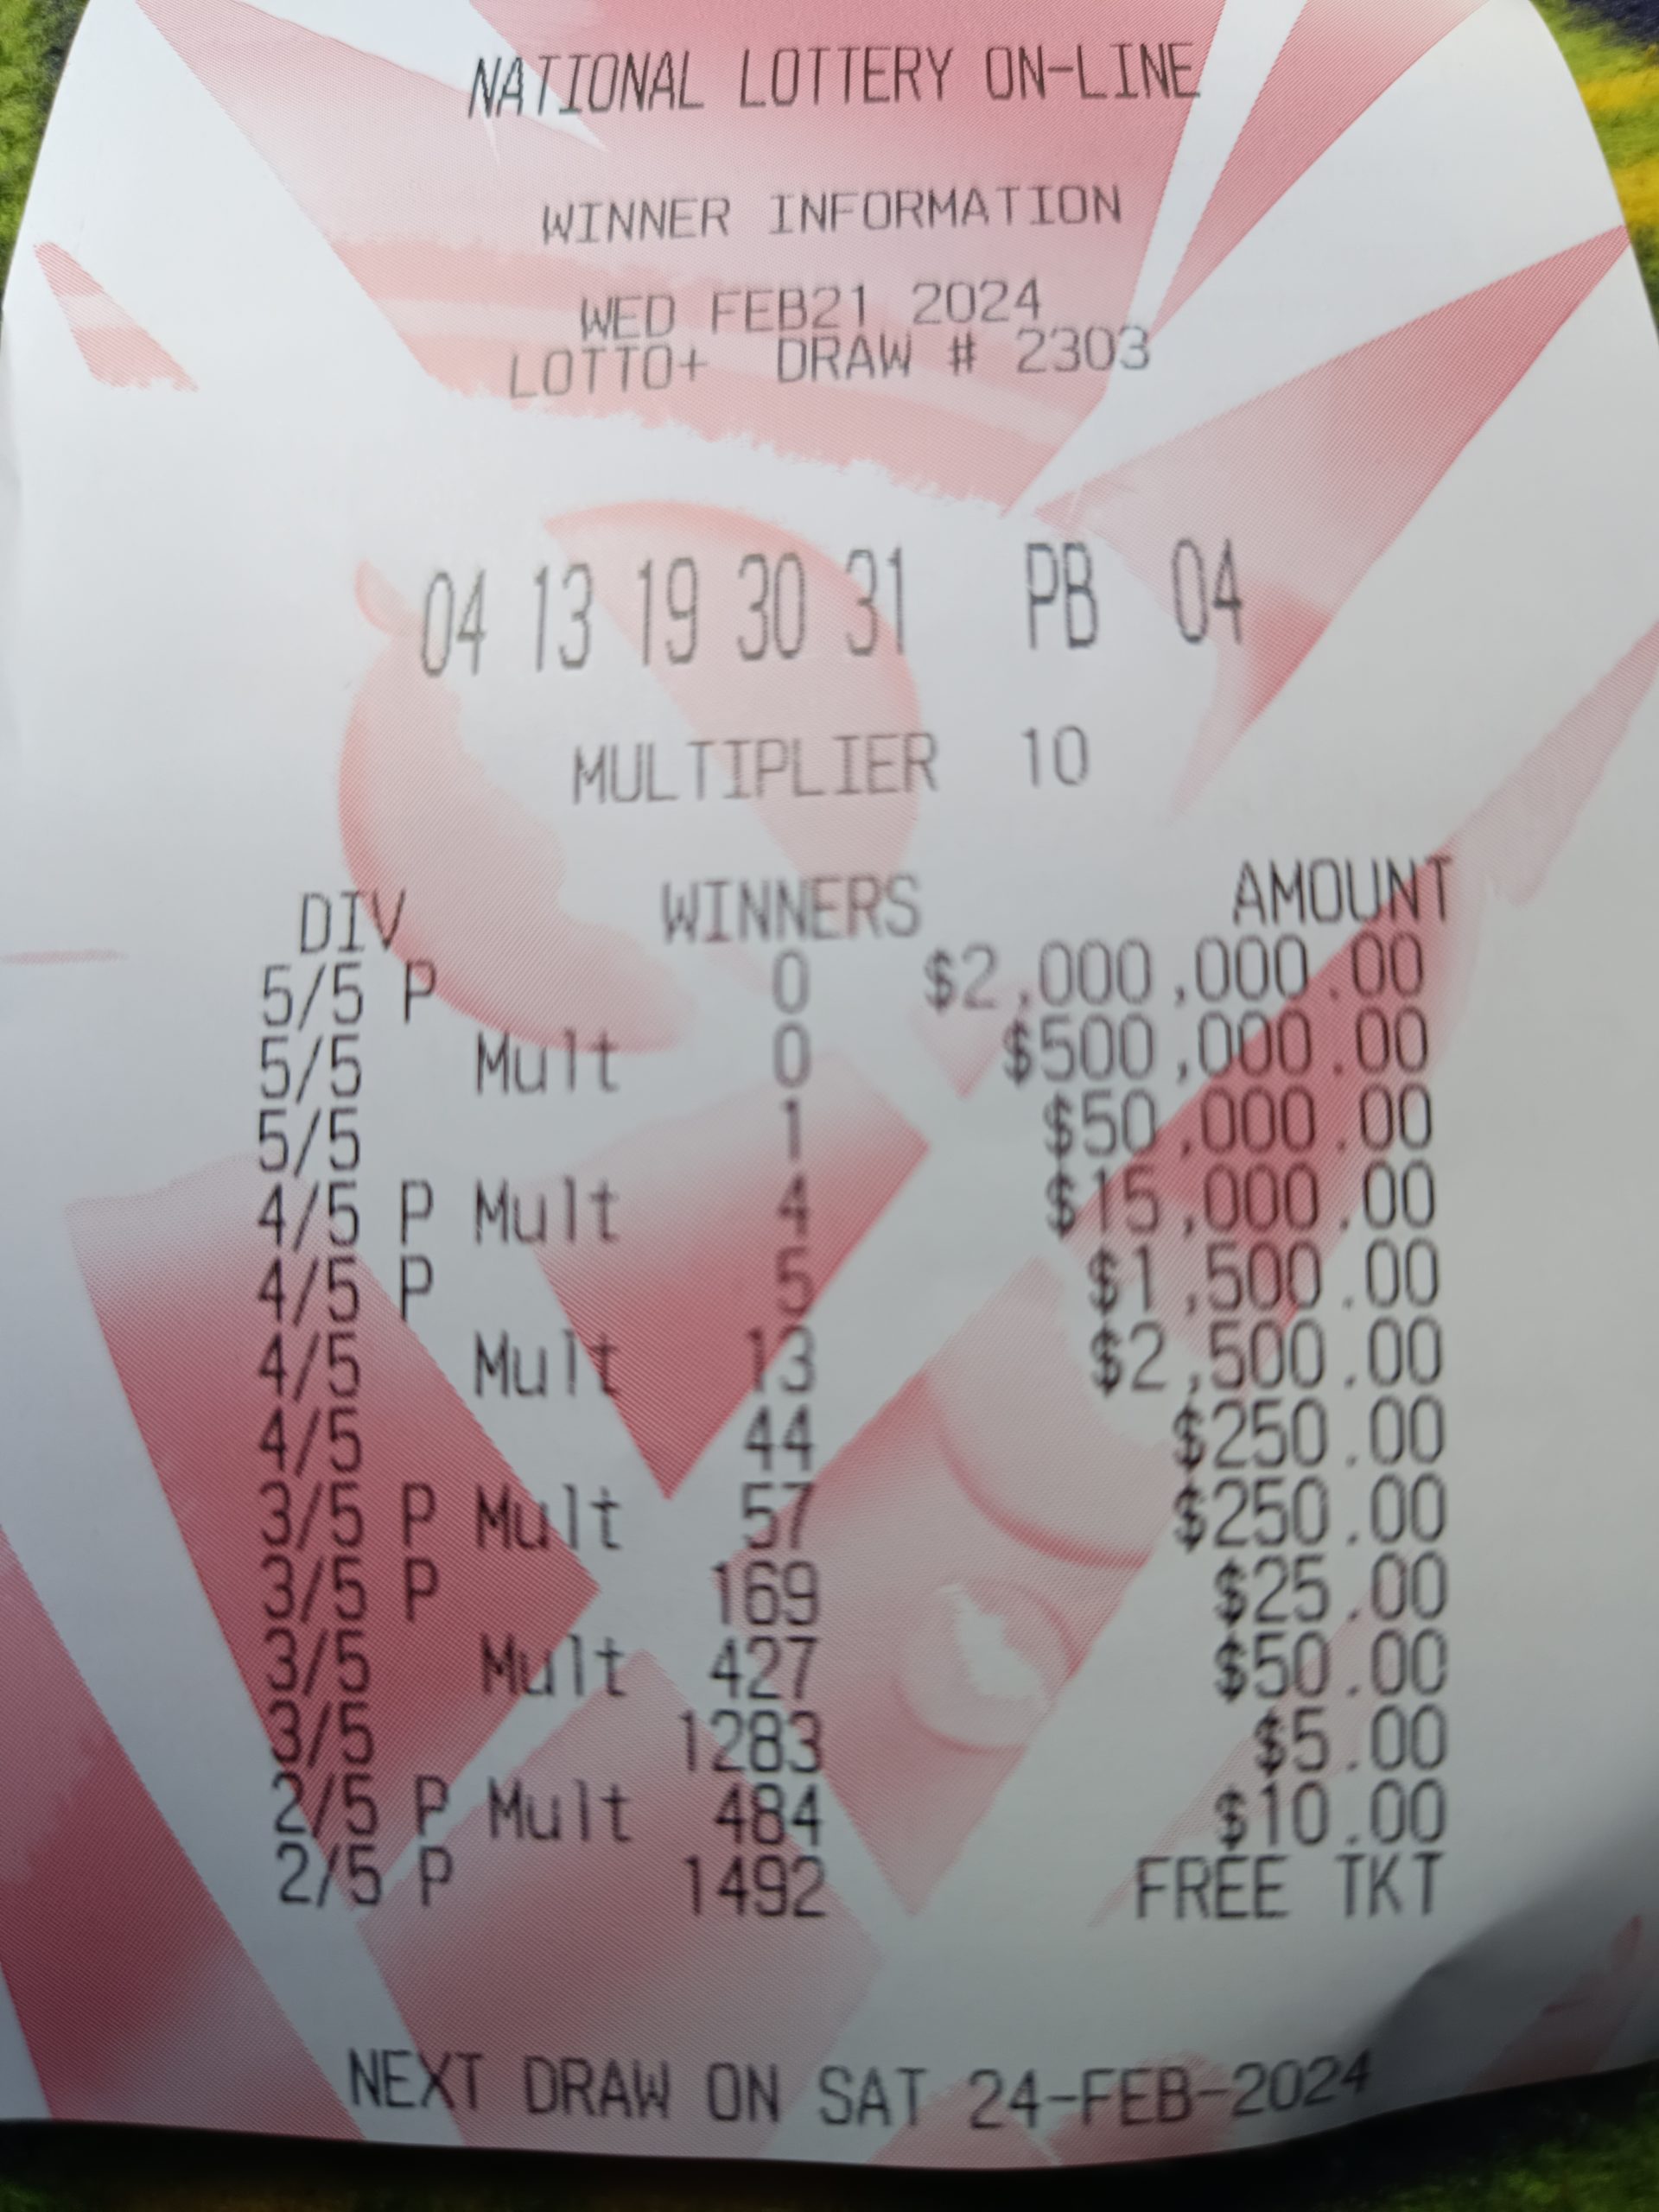 NATIONAL LOTTERY ON-LINE
WINNER INFORMATION
WED FEB21 2024
LOTTO+ DRAW # 2303
04 13 19 30 31 PB 04
MULTIPLIER 10
DIV WINNERS AMOUNT
5/5 P 0 $2,000,000.00
5/5 Mult 0 $500,000.00
5/5 1 $50,000.00
4/5 P Mult 4 $15,000.00
4/5 P 5 $1,500.00
4/5 Mult 13 $2,500.00
4/5 44 $250.00
3/5 P Mult 57 $250.00
3/5 P 169 $25.00
3/5 Mult 427 $50.00
3/5 1283 $5.00
2/5 P Mult 484 $10.00
2/5 P 1492 FREE TKT
NEXT DRAW ON SAT 24-FEB-2024